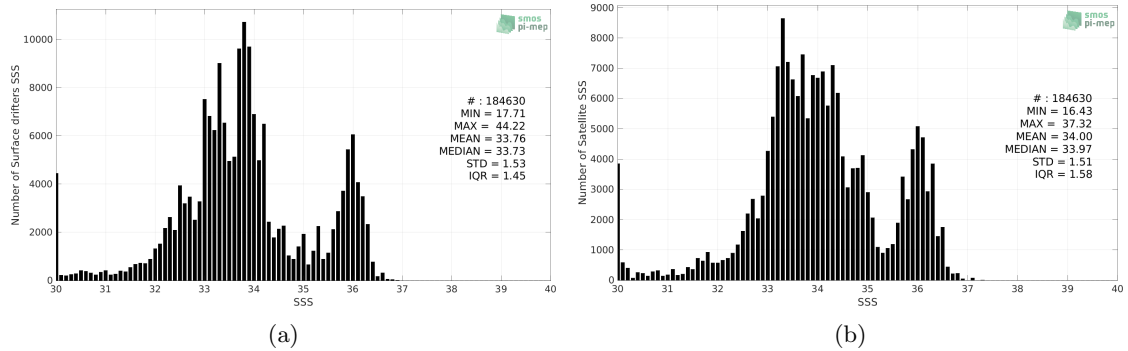 smos
pi-mep
Number of Surface drifters SSS
10000
8000
6000
4000
2000
0
# : 184630
MIN = 17.71
MAX = 44.22
MEAN = 33.76
MEDIAN = 33.73
STD = 1.53
IQR = 1.45
30 31 32 33 34 35 36 37 38 39 40
SSS
(a)
smos
pi-mep
Number of Satellite SSS
9000
8000
7000
6000
5000
4000
3000
2000
1000
0
# : 184630
MIN = 16.43
MAX = 37.32
MEAN = 34.00
MEDIAN = 33.97
STD = 1.51
IQR = 1.58
30 31 32 33 34 35 36 37 38 39 40
SSS
(b)